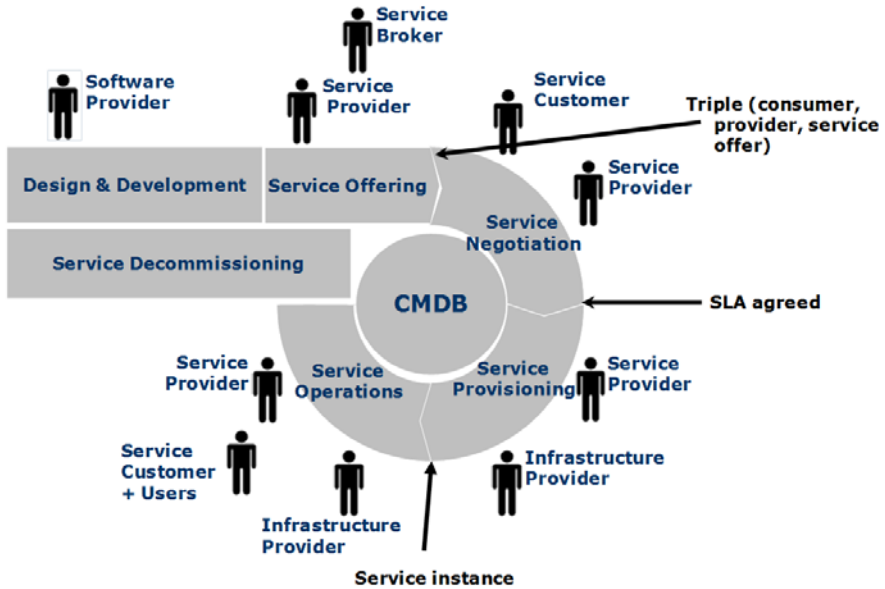 Service
Broker
Software
Provider
Service
Provider
Service
Customer
Triple (consumer,
provider, service
offer)
Design & Development
Service Offering
Service
Provider
Service
Negotiation
Service Decommissioning
CMDB
SLA agreed
Service
Provider
Service
Operations
Service
Provisioning
Service
Provider
Service
Customer
+ Users
Infrastructure
Provider
Infrastructure
Provider
Service instance